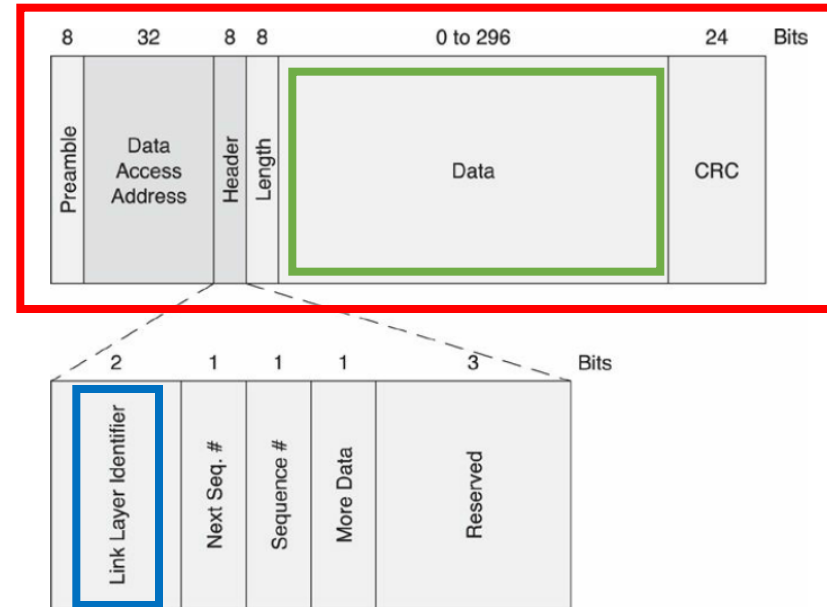 8 32 8 8 0 to 296 24 Bits
Preamble
Data
Access
Address
Header
Length
Data
CRC
2 1 1 1 3 Bits
Link Layer Identifier
Next Seq. #
Sequence #
More Data
Reserved